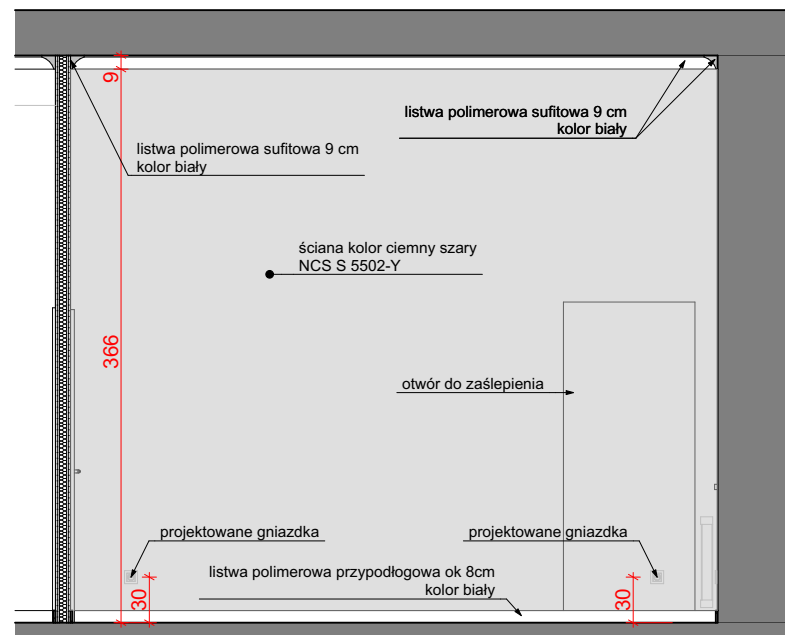 9
listwa polimerowa sufitowa 9 cm
kolor biały
listwa polimerowa sufitowa 9 cm
kolor biały
ściana kolor ciemny szary
NCS S 5502-Y
366
otwór do zaślepienia
projektowane gniazdka
projektowane gniazdka
listwa polimerowa przypodłogowa ok 8cm
kolor biały
30
30